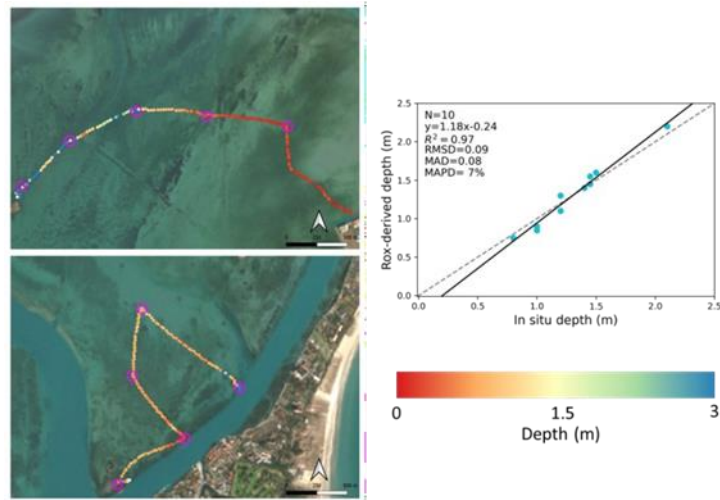 N=10
y=1.18x-0.24
R² = 0.97
RMSD=0.09
MAD=0.08
MAPD= 7%
Rox-derived depth (m)
2.5
2.0
1.5
1.0
0.5
0.0
0.0 0.5 1.0 1.5 2.0 2.5
In situ depth (m)
0 1.5 3
Depth (m)